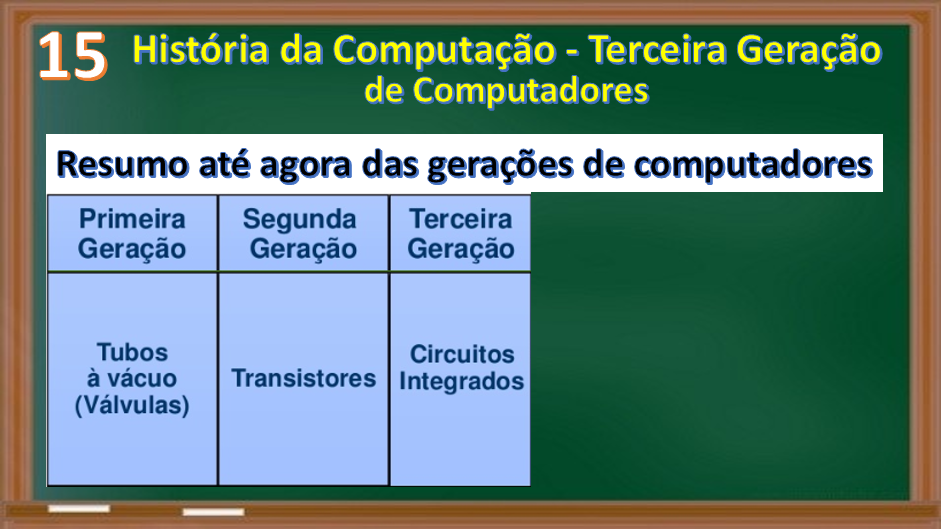 15
História da Computação - Terceira Geração
de Computadores
Resumo até agora das gerações de computadores
Primeira
Geração
Segunda
Geração
Terceira
Geração
Tubos
à vácuo
(Válvulas)
Transistores
Circuitos
Integrados